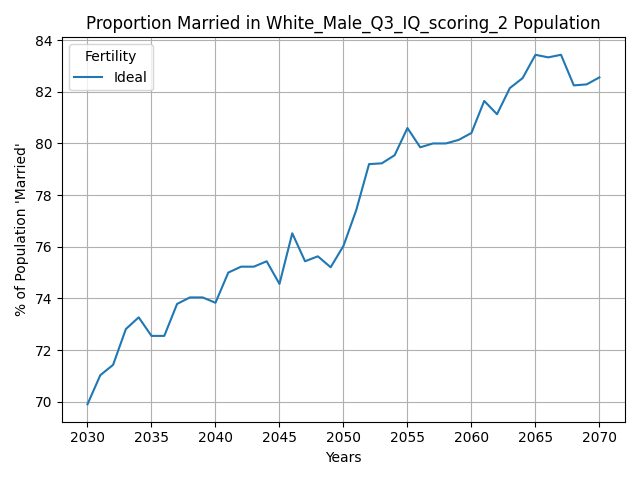 Proportion Married in White_Male_Q3_IQ_scoring_2 Population
84
82
80
78
76
74
72
70
% of Population 'Married'
Fertility
Ideal
2030 2035 2040 2045 2050 2055 2060 2065 2070
Years